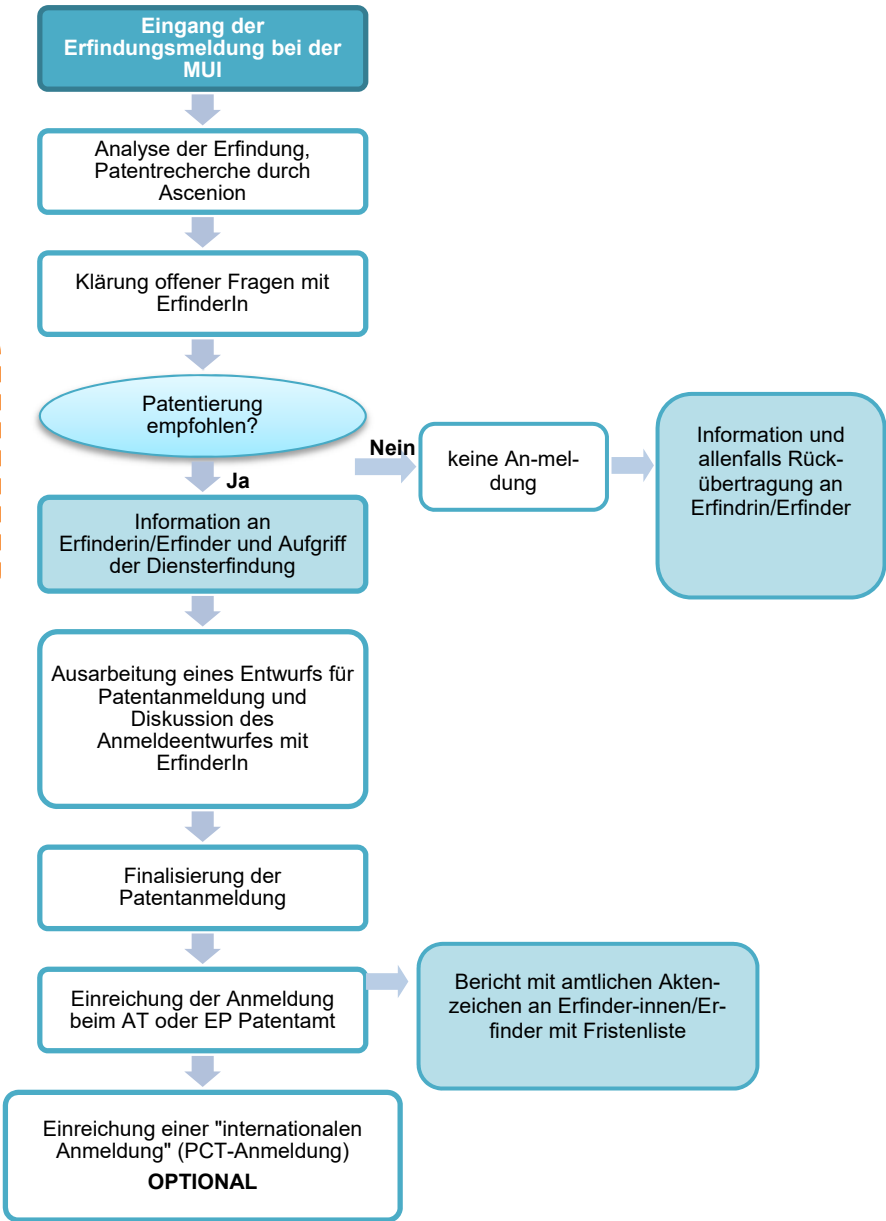 Eingang der
Erfindungsmeldung bei der
MUI
Analyse der Erfindung,
Patentrecherche durch
Ascenion
Klärung offener Fragen mit
ErfinderIn
Patentierung
empfohlen?
Nein
keine An-mel-
dung
Information und
allenfalls Rück-
übertragung an
Erfindrin/Erfinder
Ja
Information an
Erfinderin/Erfinder und Aufgriff
der Diensterfindung
Ausarbeitung eines Entwurfs für
Patentanmeldung und
Diskussion des
Anmeldeentwurfes mit
ErfinderIn
Finalisierung der
Patentanmeldung
Einreichung der Anmeldung
beim AT oder EP Patentamt
Bericht mit amtlichen Akten-
zeichen an Erfinder-innen/Er-
finder mit Fristenliste
Einreichung einer "internationalen
Anmeldung" (PCT-Anmeldung)
OPTIONAL